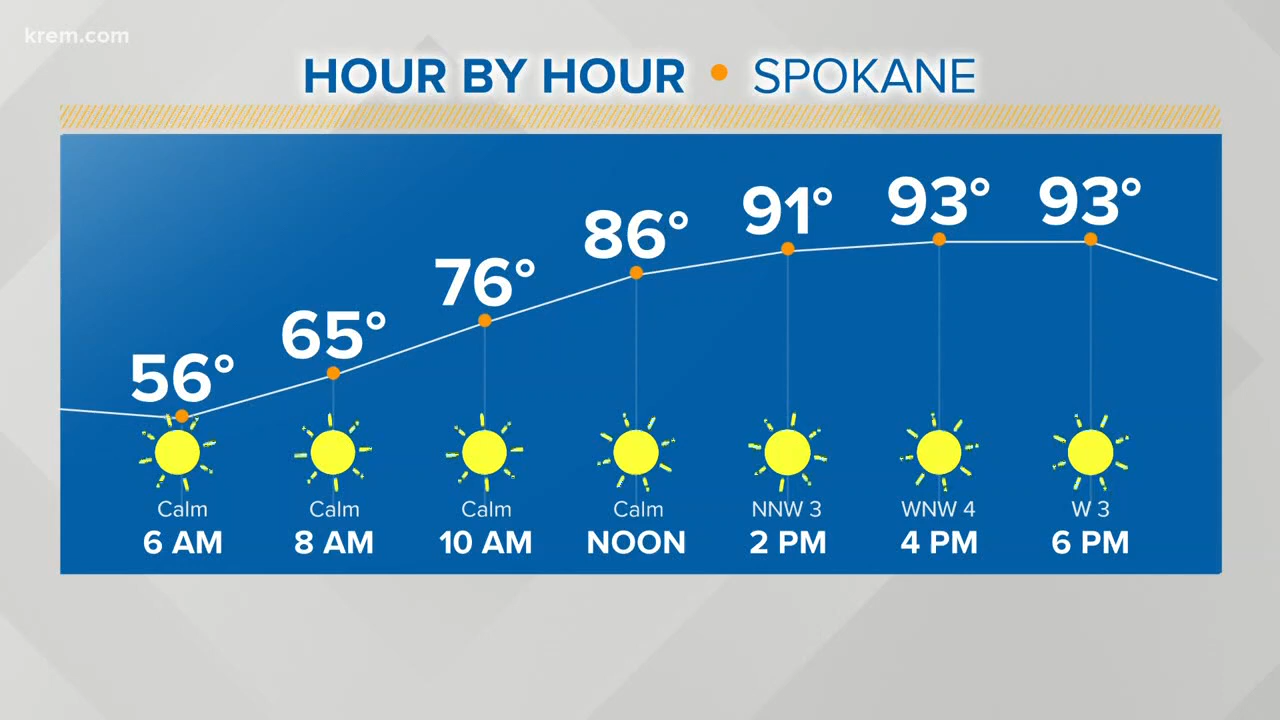 krem.com
HOUR BY HOUR • SPOKANE
56° 65° 76° 86° 91° 93° 93°
Calm Calm Calm Calm NNW 3 WNW 4 W 3
6 AM 8 AM 10 AM NOON 2 PM 4 PM 6 PM